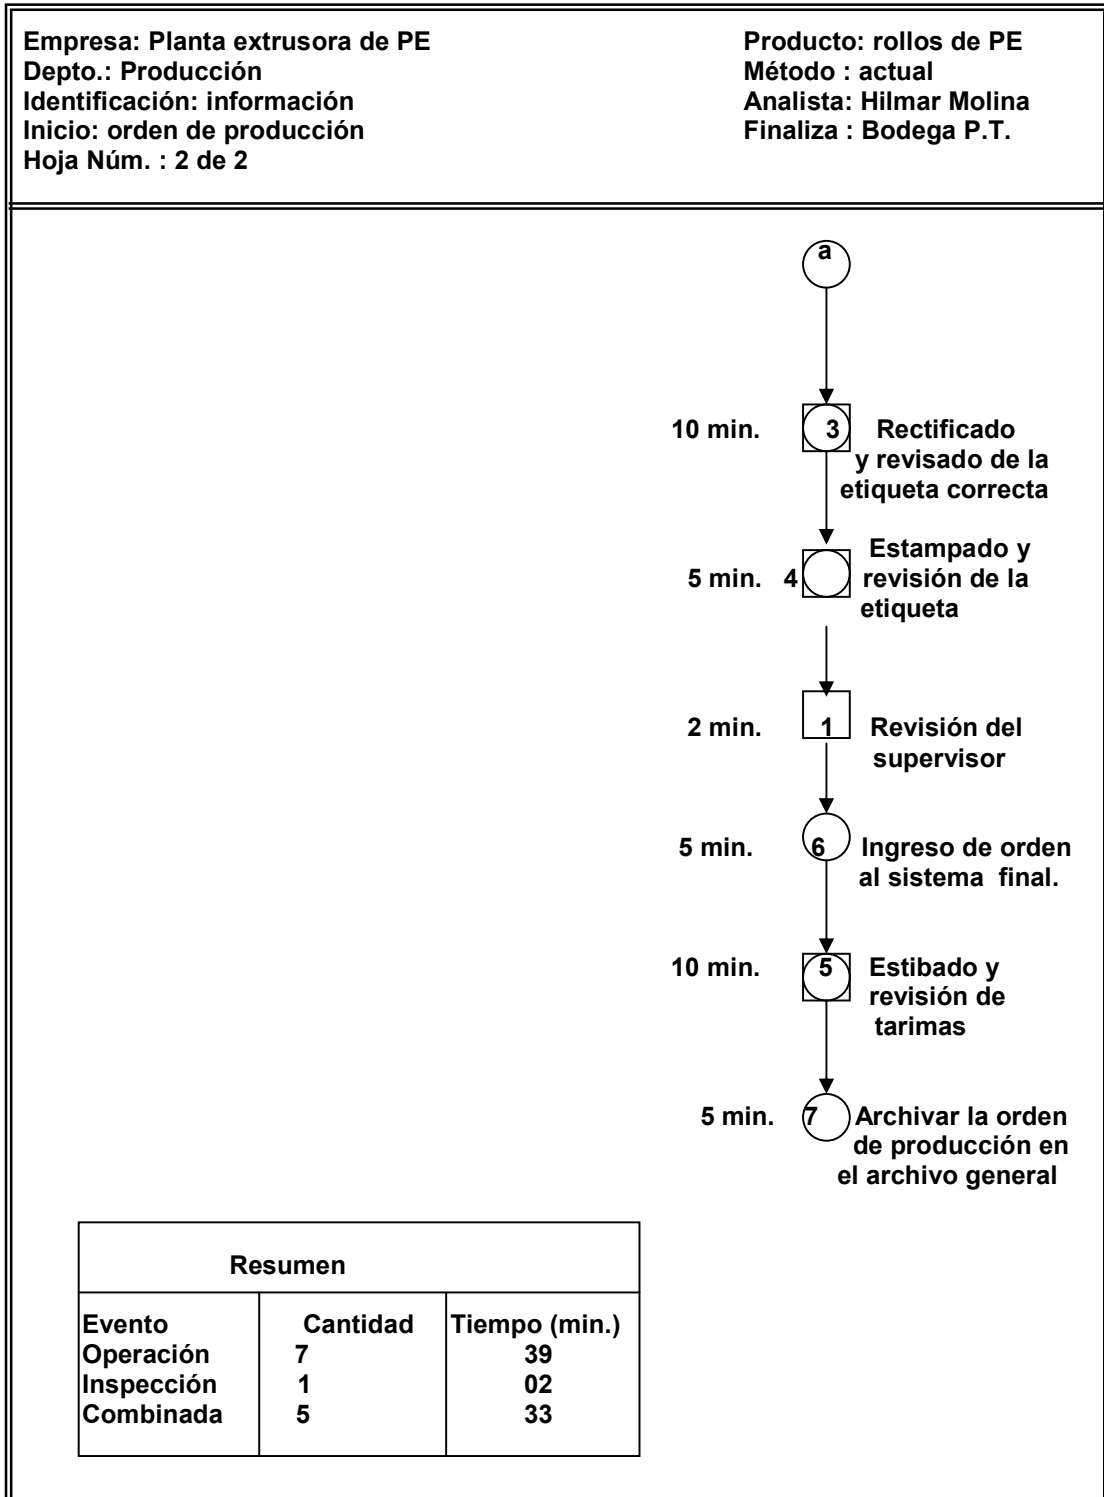 Empresa: Planta extrusora de PE
Depto.: Producción
Identificación: información
Inicio: orden de producción
Hoja Núm. : 2 de 2
Producto: rollos de PE
Método : actual
Analista: Hilmar Molina
Finaliza : Bodega P.T.
a
10 min. 3 Rectificado
y revisado de la
etiqueta correcta
Estampado y
5 min. 4 revisión de la
etiqueta
2 min. 1 Revisión del
supervisor
5 min. 6 Ingreso de orden
al sistema final.
10 min. 5 Estibado y
revisión de
tarimas
5 min. 7 Archivar la orden
de producción en
el archivo general
Resumen
Evento Cantidad Tiempo (min.)
Operación 7 39
Inspección 1 02
Combinada 5 33